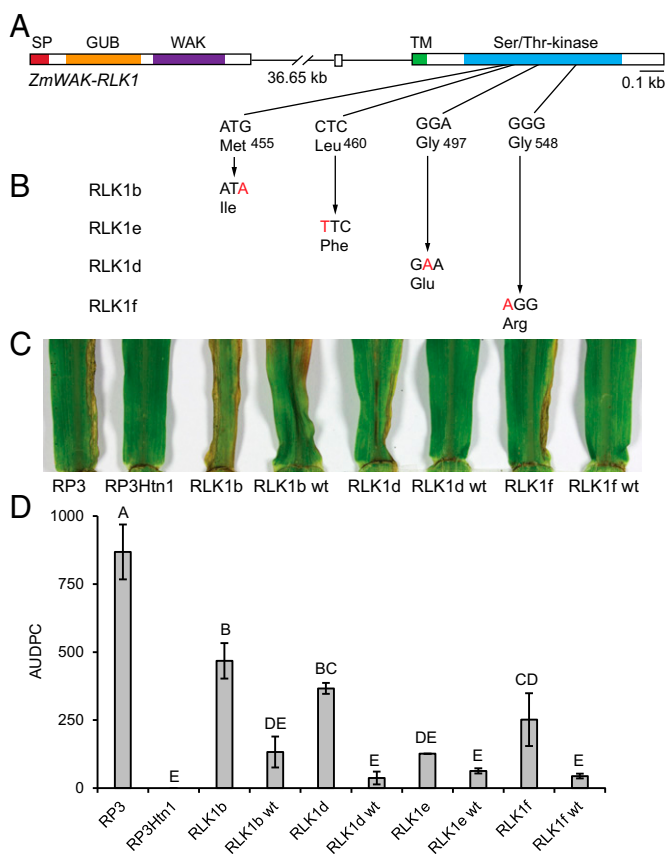 A
SP GUB WAK TM Ser/Thr-kinase
ZmWAK-RLK1 36.65 kb 0.1 kb
ATG CTC GGA GGG
Met 455 Leu 460 Gly 497 Gly 548
B
RLK1b ATA
Ile
RLK1e TTC
Phe
RLK1d GAA
Glu
RLK1f AGG
Arg
C
RP3 RP3Htn1 RLK1b RLK1b wt RLK1d RLK1d wt RLK1f RLK1f wt
D
1000
750
500
250
0
AUDPC
A E B DE BC E DE E CD E
RP3 RP3Htn1 RLK1b RLK1b wt RLK1d RLK1d wt RLK1e RLK1e wt RLK1f RLK1f wt